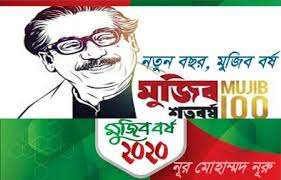 নতুন বছর, মুজিব বর্ষ
মুজিব MUJIB
শতবর্ষ 100
মুজিব বর্ষ
২০২০
নূর মোহাম্মদ নূরু